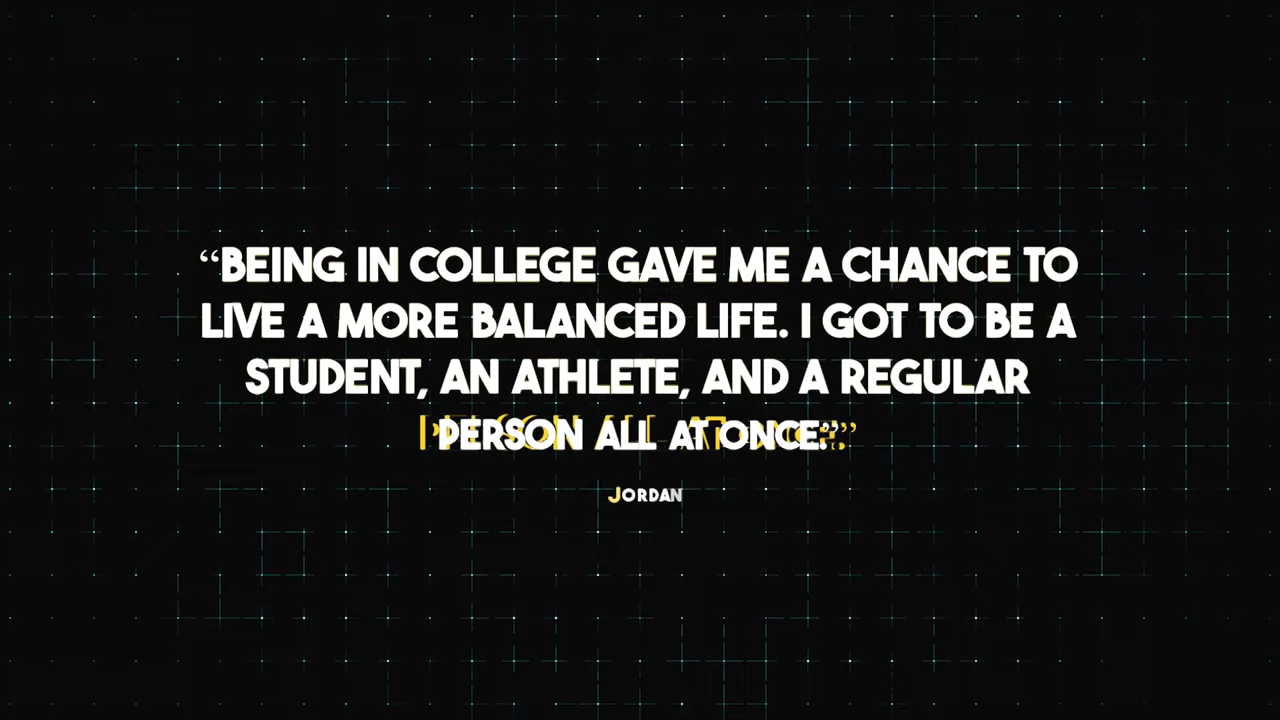 “BEING IN COLLEGE GAVE ME A CHANCE TO
LIVE A MORE BALANCED LIFE. I GOT TO BE A
STUDENT, AN ATHLETE, AND A REGULAR
PERSON ALL AT ONCE.”
JORDAN